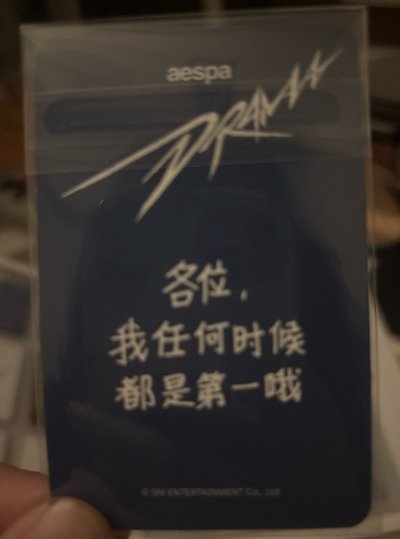 aespa
DRAMA
各位，
我任何时候
都是第一哦
© SM ENTERTAINMENT Co., Ltd.